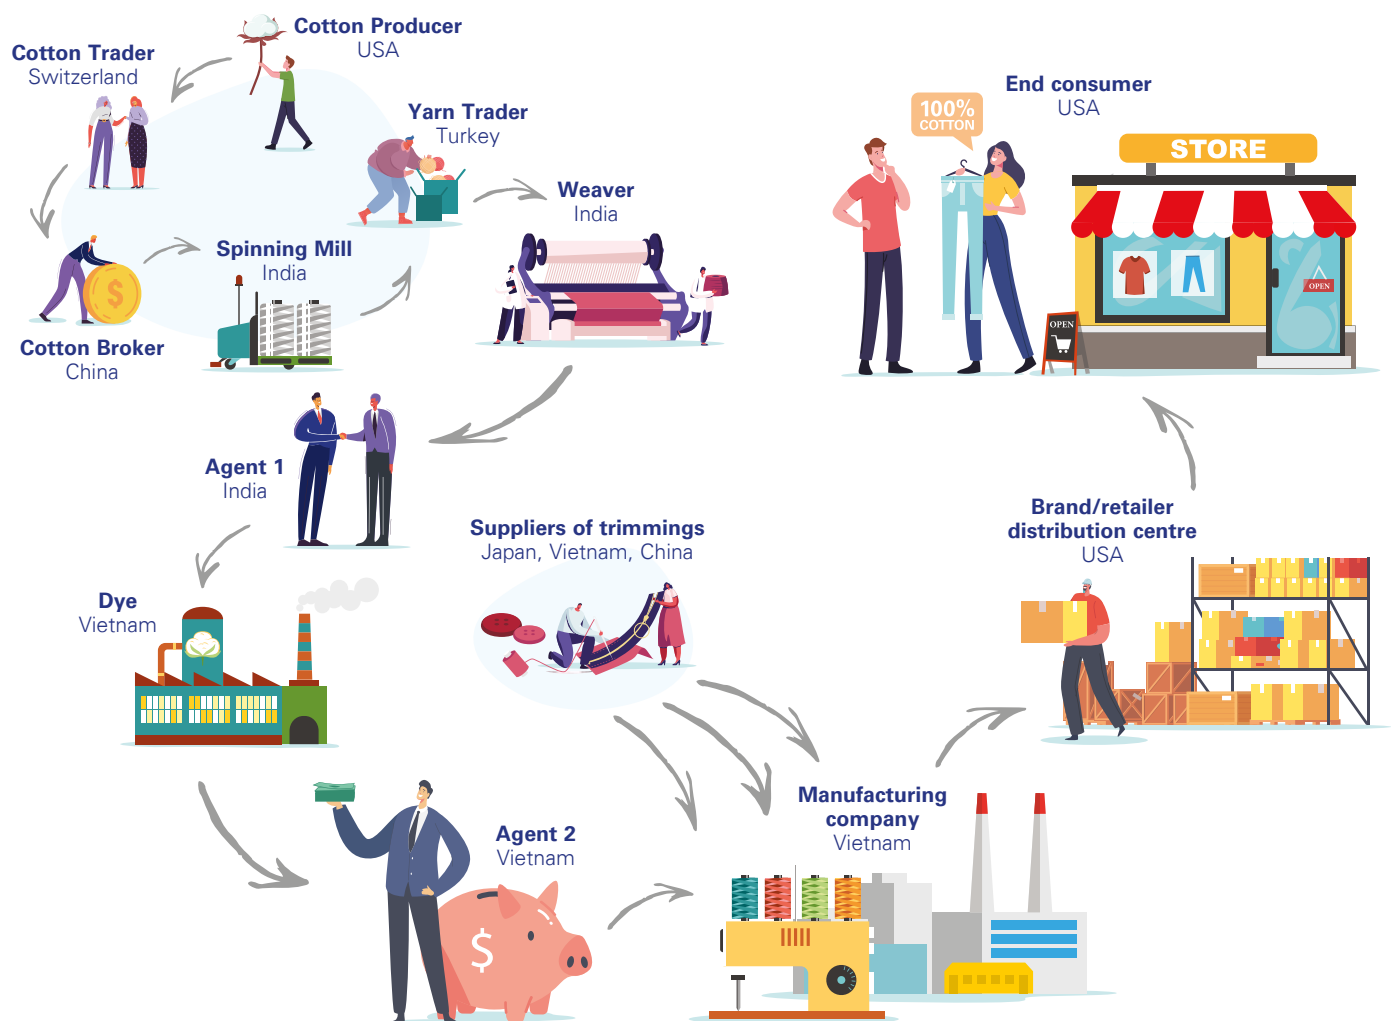 Cotton Producer
USA
Cotton Trader
Switzerland
Yarn Trader
Turkey
Weaver
India
Spinning Mill
India
$
Cotton Broker
China
Agent 1
India
Dye
Vietnam
Suppliers of trimmings
Japan, Vietnam, China
Agent 2
Vietnam
$
Manufacturing
company
Vietnam
Brand/retailer
distribution centre
USA
End consumer
USA
100%
COTTON
STORE
OPEN
OPEN